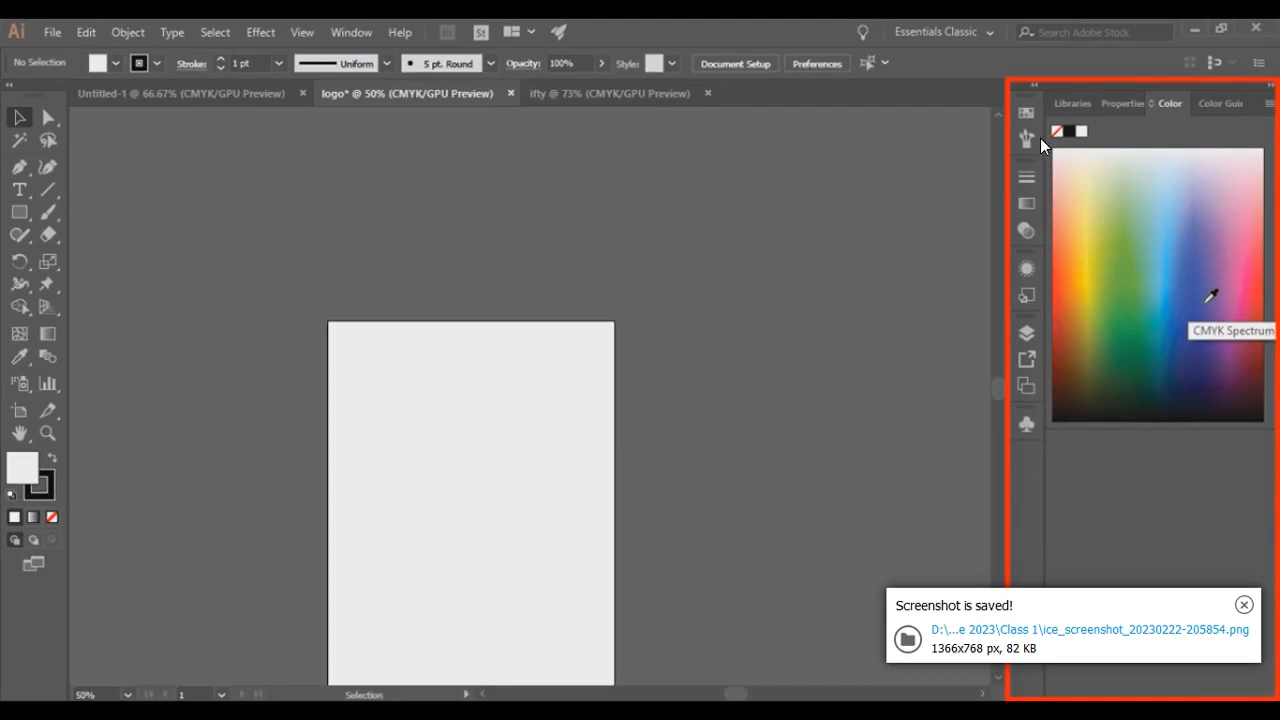 Ai File Edit Object Type Select Effect View Window Help Br St Essentials Classic Search Adobe Stock
No Selection Stroke: 1 pt Uniform 5 pt. Round Opacity: 100% Style: Document Setup Preferences
Untitled-1 @ 66.67% (CMYK/GPU Preview) logo* @ 50% (CMYK/GPU Preview) ifty @ 73% (CMYK/GPU Preview)
Libraries Properties Color Color Guid
CMYK Spectrum
Screenshot is saved!
D:\...e 2023\Class 1\ice_screenshot_20230222-205854.png
1366x768 px, 82 KB
50% 1 Selection